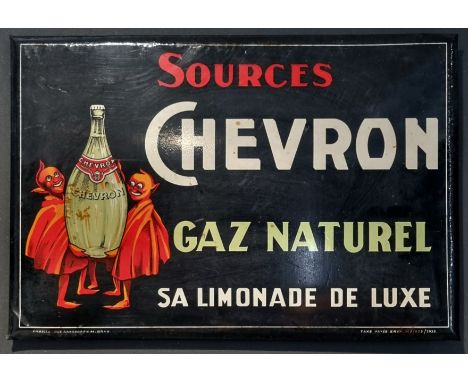 SOURCES
CHEVRON
CHEVRON
CHEVRON
GAZ NATUREL
SA LIMONADE DE LUXE